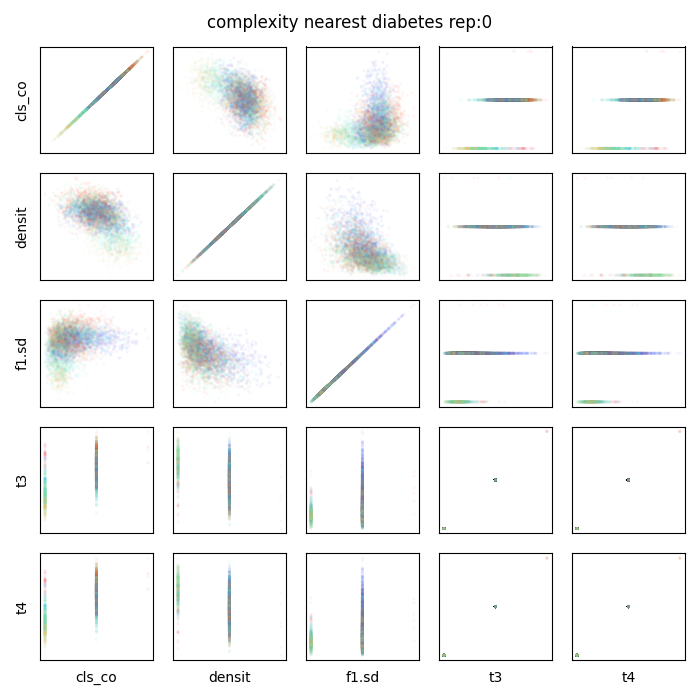 complexity nearest diabetes rep:0
cls_co
densit
f1.sd
t3
t4
cls_co densit f1.sd t3 t4